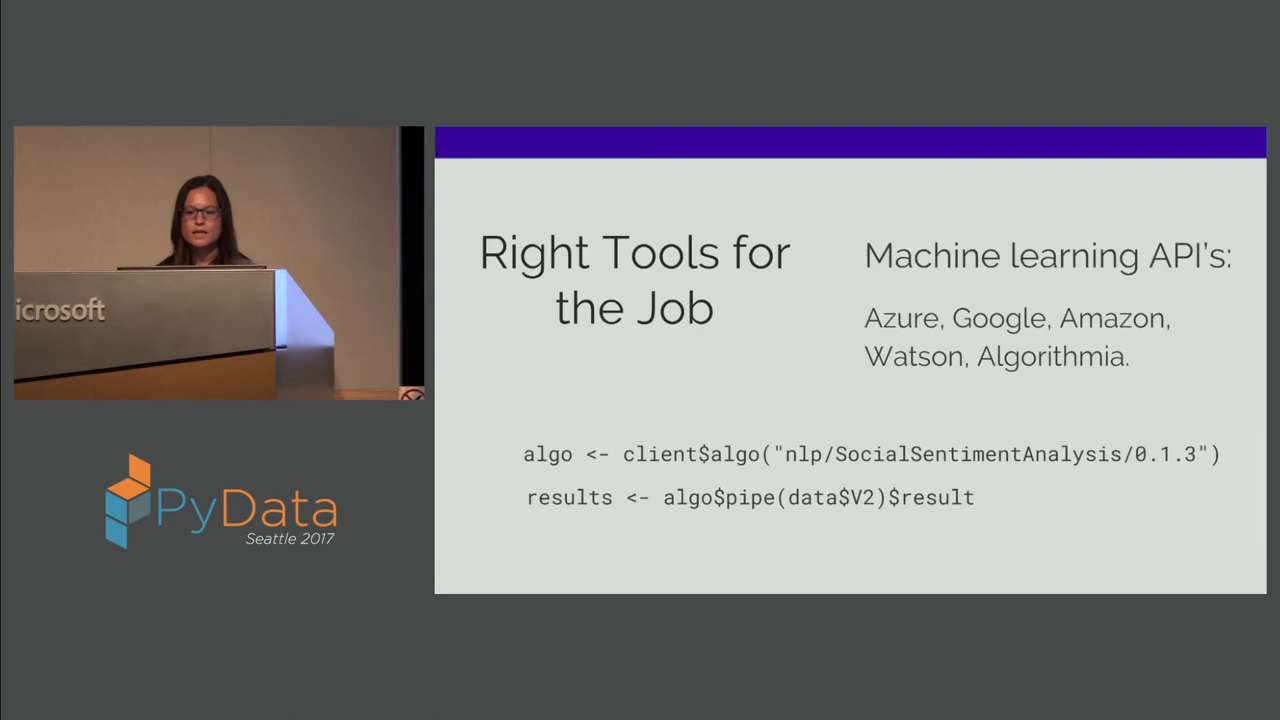 icrosoft
PyData
Seattle 2017
Right Tools for
the Job
Machine learning API's:
Azure, Google, Amazon,
Watson, Algorithmia.
algo <- client$algo("nlp/SocialSentimentAnalysis/0.1.3")
results <- algo$pipe(data$V2)$result